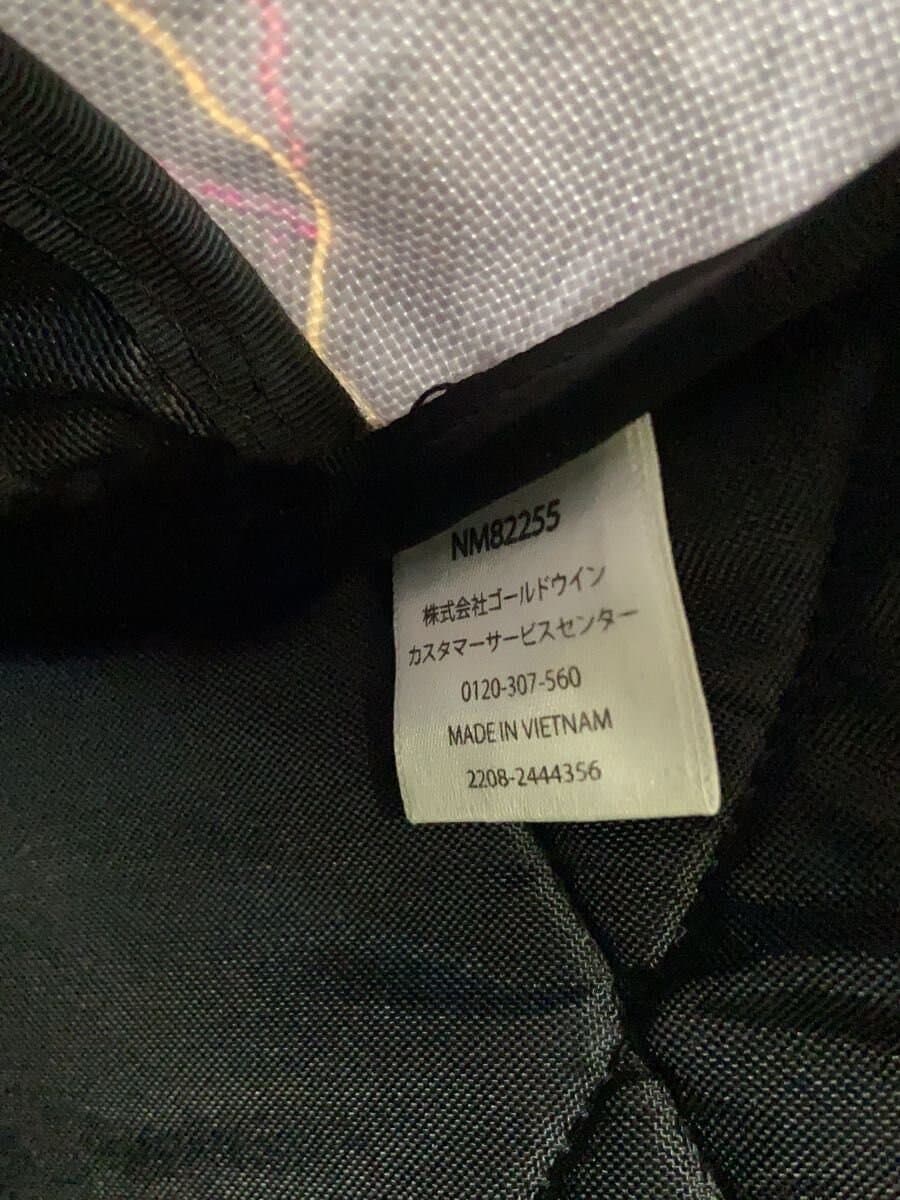 NM82255
株式会社ゴールドウイン
カスタマーサービスセンター
0120-307-560
MADE IN VIETNAM
2208-2444356